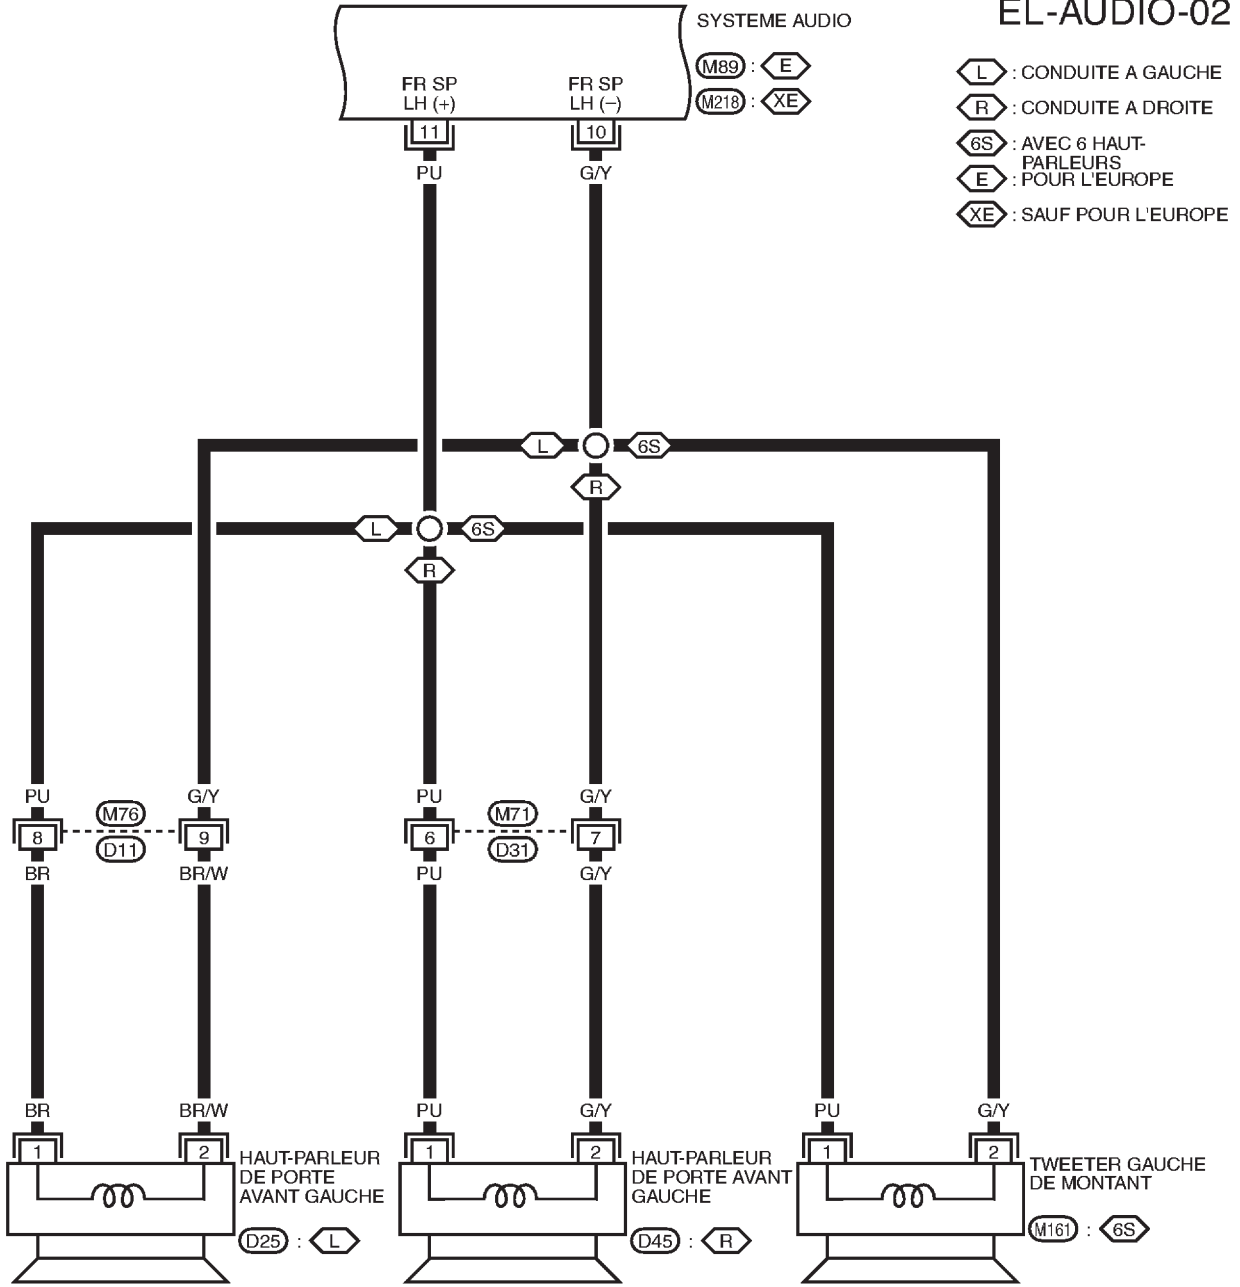 EL-AUDIO-02
SYSTEME AUDIO
M89 : E
M218 : XE
L : CONDUITE A GAUCHE
R : CONDUITE A DROITE
6S : AVEC 6 HAUT-
PARLEURS
E : POUR L'EUROPE
XE : SAUF POUR L'EUROPE
FR SP
LH (+)
FR SP
LH (–)
11
10
PU
G/Y
L
6S
R
L
6S
R
PU
G/Y
PU
G/Y
8
M76
D11
9
6
M71
D31
7
BR
BR/W
PU
G/Y
BR
BR/W
PU
G/Y
PU
G/Y
1
2
1
2
1
2
HAUT-PARLEUR
DE PORTE
AVANT GAUCHE
D25 : L
HAUT-PARLEUR
DE PORTE AVANT
GAUCHE
D45 : R
TWEETER GAUCHE
DE MONTANT
M161 : 6S